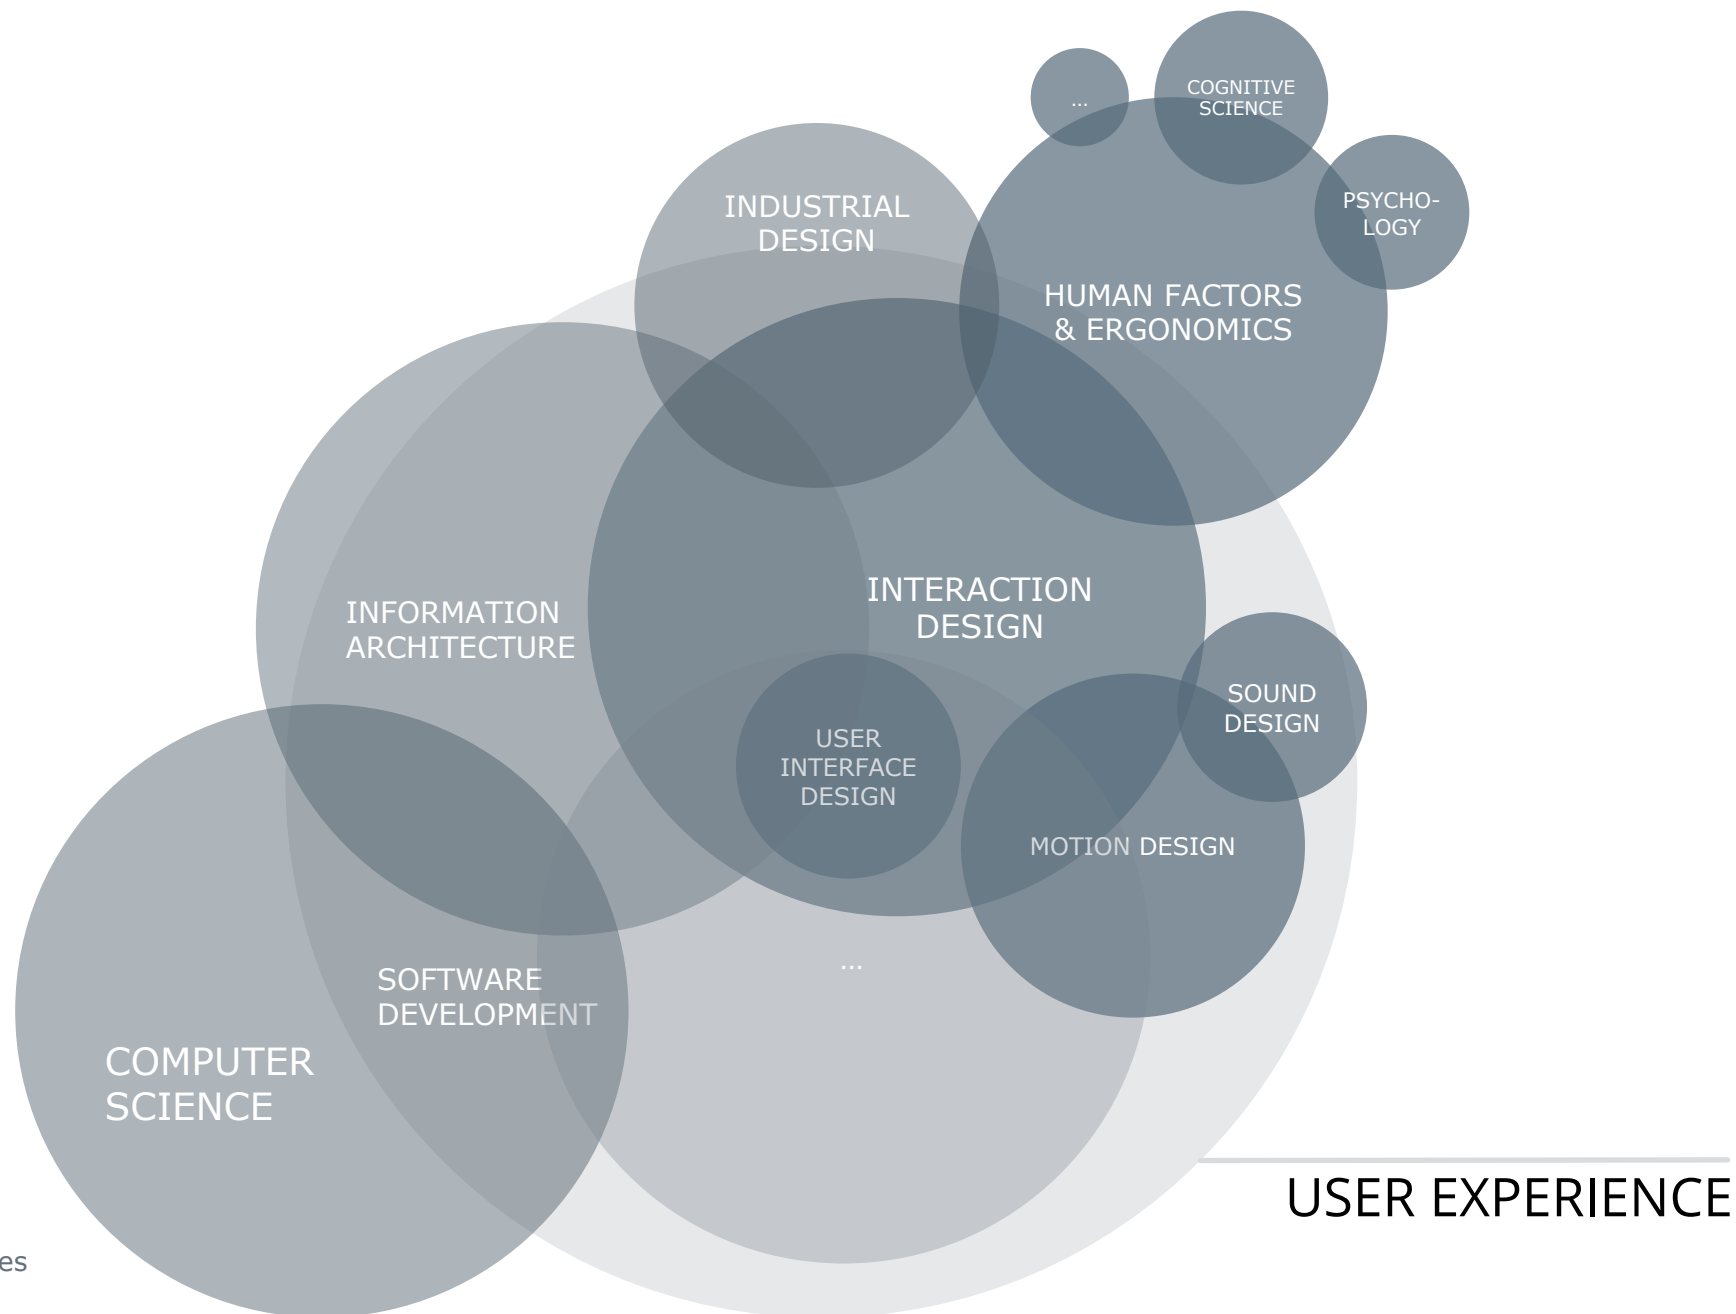 ...
COGNITIVE
SCIENCE
PSYCHO-
LOGY
INDUSTRIAL
DESIGN
HUMAN FACTORS
& ERGONOMICS
INTERACTION
DESIGN
INFORMATION
ARCHITECTURE
SOUND
DESIGN
USER
INTERFACE
DESIGN
MOTION DESIGN
...
SOFTWARE
DEVELOPMENT
COMPUTER
SCIENCE
USER EXPERIENCE
es